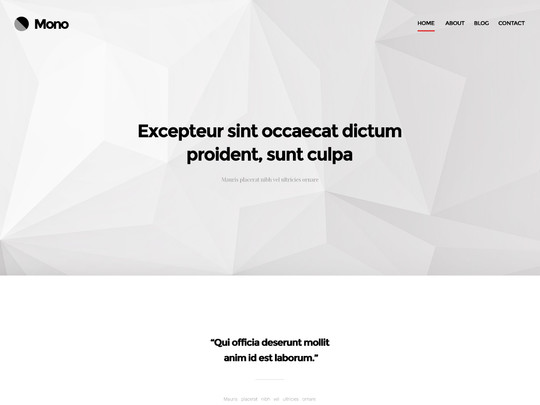 Mono
HOME ABOUT BLOG CONTACT
Excepteur sint occaecat dictum
proident, sunt culpa
Mauris placerat nibh vel ultricies ornare
“Qui officia deserunt mollit
anim id est laborum.”
Mauris placerat nibh vel ultricies ornare